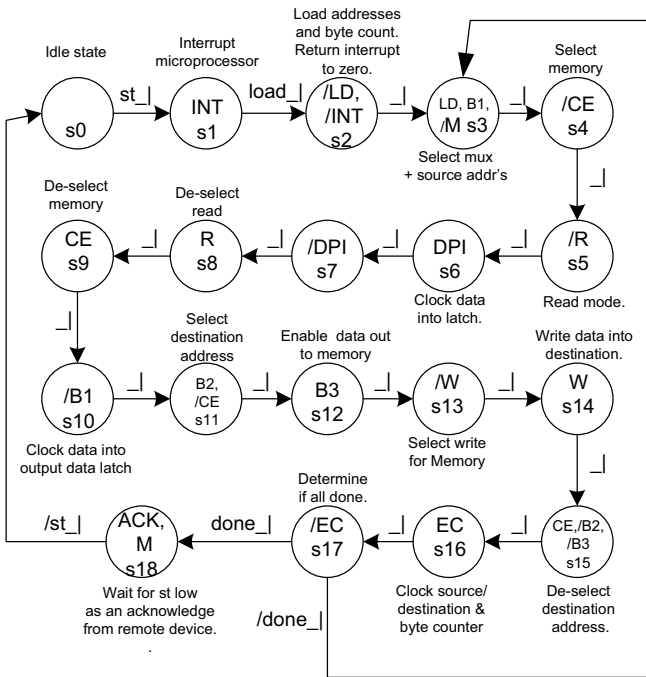 Idle state
s0
st_|
Interrupt
microprocessor
INT
s1
load_|
Load addresses
and byte count.
Return interrupt
to zero.
/LD,
/INT
s2
_|
LD, B1,
/M s3
Select mux
+ source addr's
_|
Select
memory
/CE
s4
_|
/R
s5
Read mode.
_|
DPI
s6
Clock data
into latch.
_|
/DPI
s7
_|
De-select
read
R
s8
_|
De-select
memory
CE
s9
_|
/B1
s10
Clock data into
output data latch
_|
Select
destination
address
B2,
/CE
s11
_|
Enable data out
to memory
B3
s12
_|
/W
s13
Select write
for Memory
_|
Write data into
destination.
W
s14
_|
CE,/B2,
/B3
s15
De-select
destination
address.
_|
EC
s16
Clock source/
destination &
byte counter
_|
Determine
if all done.
/EC
s17
/done_|
done_|
ACK,
M
s18
Wait for st low
as an acknowledge
from remote device.
.
/st_|